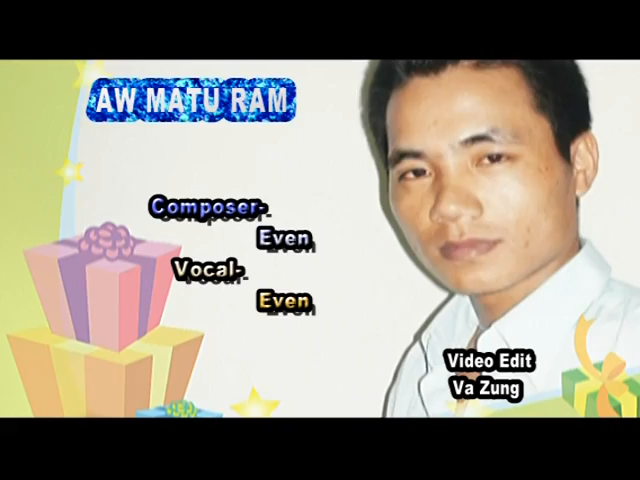 AW MATU RAM
Composer-
Even
Vocal-
Even
Video Edit
Va Zung